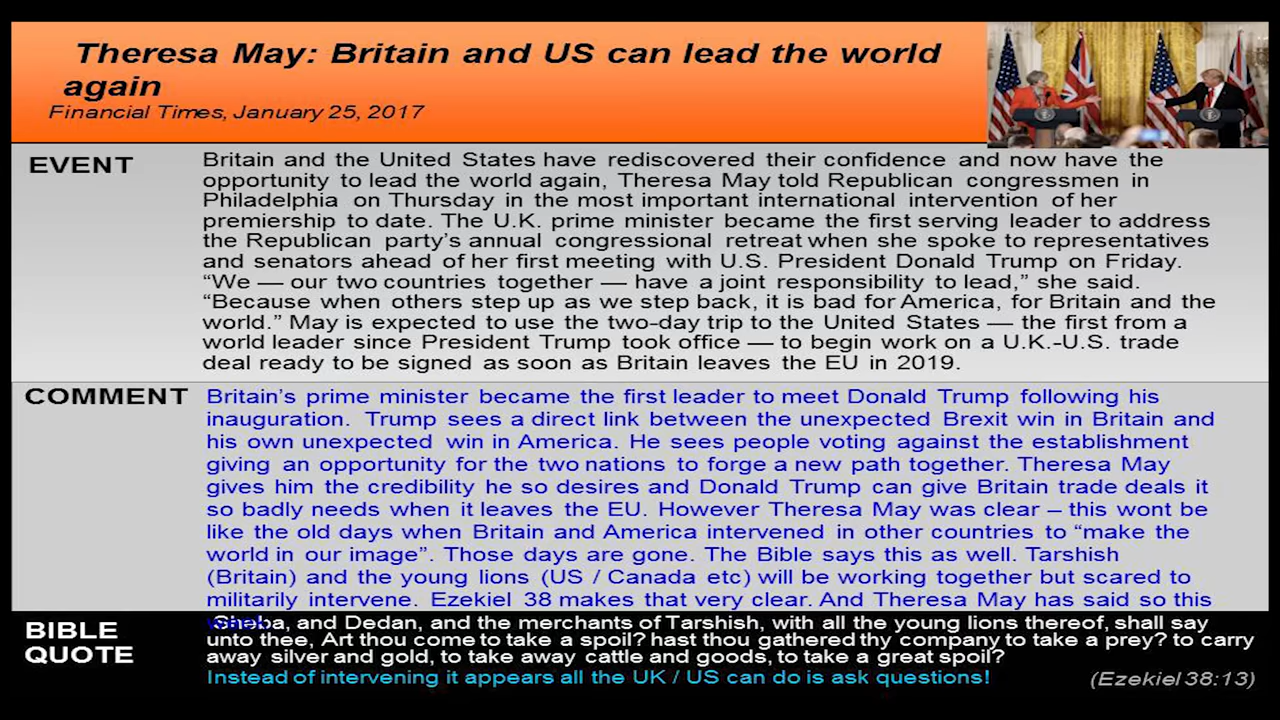 Theresa May: Britain and US can lead the world
again
Financial Times, January 25, 2017
EVENT
Britain and the United States have rediscovered their confidence and now have the
opportunity to lead the world again, Theresa May told Republican congressmen in
Philadelphia on Thursday in the most important international intervention of her
premiership to date. The U.K. prime minister became the first serving leader to address
the Republican party’s annual congressional retreat when she spoke to representatives
and senators ahead of her first meeting with U.S. President Donald Trump on Friday.
“We — our two countries together — have a joint responsibility to lead,” she said.
“Because when others step up as we step back, it is bad for America, for Britain and the
world.” May is expected to use the two-day trip to the United States — the first from a
world leader since President Trump took office — to begin work on a U.K.-U.S. trade
deal ready to be signed as soon as Britain leaves the EU in 2019.
COMMENT
Britain’s prime minister became the first leader to meet Donald Trump following his
inauguration. Trump sees a direct link between the unexpected Brexit win in Britain and
his own unexpected win in America. He sees people voting against the establishment
giving an opportunity for the two nations to forge a new path together. Theresa May
gives him the credibility he so desires and Donald Trump can give Britain trade deals it
so badly needs when it leaves the EU. However Theresa May was clear – this wont be
like the old days when Britain and America intervened in other countries to “make the
world in our image”. Those days are gone. The Bible says this as well. Tarshish
(Britain) and the young lions (US / Canada etc) will be working together but scared to
militarily intervene. Ezekiel 38 makes that very clear. And Theresa May has said so this
BIBLE
QUOTE
Sheba, and Dedan, and the merchants of Tarshish, with all the young lions thereof, shall say
unto thee, Art thou come to take a spoil? hast thou gathered thy company to take a prey? to carry
away silver and gold, to take away cattle and goods, to take a great spoil?
Instead of intervening it appears all the UK / US can do is ask questions!
(Ezekiel 38:13)